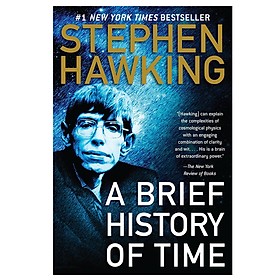 #1 NEW YORK TIMES BESTSELLER
STEPHEN
HAWKING
"[Hawking] can explain
the complexities of
cosmological physics
with an engaging
combination of clarity
and wit. . . . His is a brain
of extraordinary power."
—The New York
Review of Books
A BRIEF
HISTORY
OF TIME